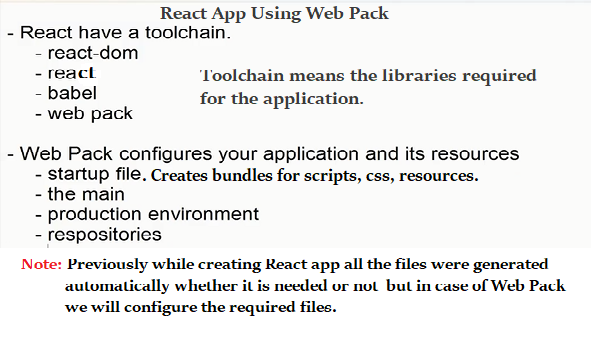 React App Using Web Pack
- React have a toolchain.
- react-dom
- react
Toolchain means the libraries required
- babel
for the application.
- web pack
- Web Pack configures your application and its resources
- startup file. Creates bundles for scripts, css, resources.
- the main
- production environment
- respositories
Note: Previously while creating React app all the files were generated
automatically whether it is needed or not but in case of Web Pack
we will configure the required files.